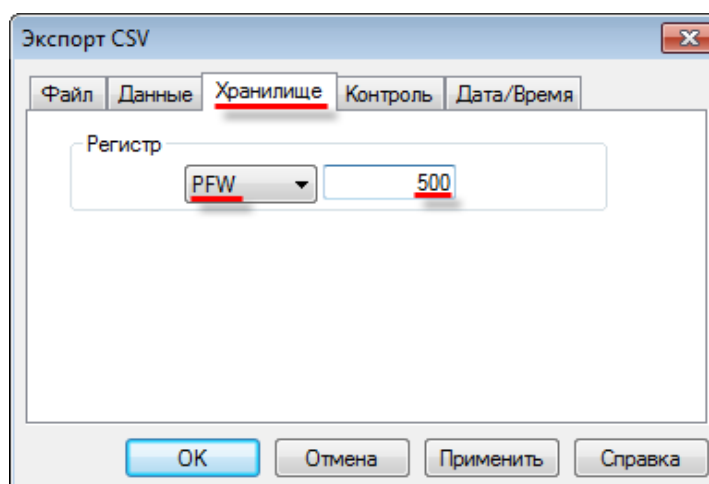 Экспорт CSV
Файл Данные Хранилище Контроль Дата/Время
Регистр
PFW 500
OK Отмена Применить Справка